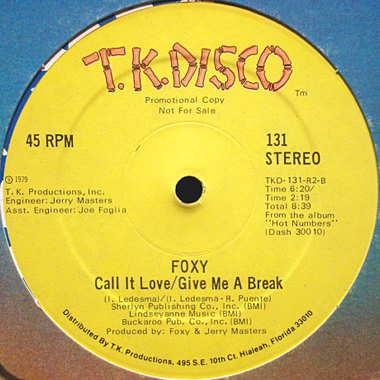 T.K. DISCO
TM
Promotional Copy
Not For Sale
45 RPM
131
STEREO
℗ 1979
T. K. Productions, Inc.
Engineer: Jerry Masters
Asst. Engineer: Joe Foglia
TKD-131-R2-B
Time 6:20/
Time 2:19
Total 8:39
From the album
"Hot Numbers"
(Dash 30010)
FOXY
Call It Love/Give Me A Break
(I. Ledesma)/(I. Ledesma-R. Puente)
Sherlyn Publishing Co., Inc. (BMI)
Lindseyanne Music (BMI)
Buckaroo Pub. Co., Inc. (BMI)
Produced by: Foxy & Jerry Masters
Distributed By T.K. Productions, 495 S.E. 10th Ct. Hialeah, Florida 33010